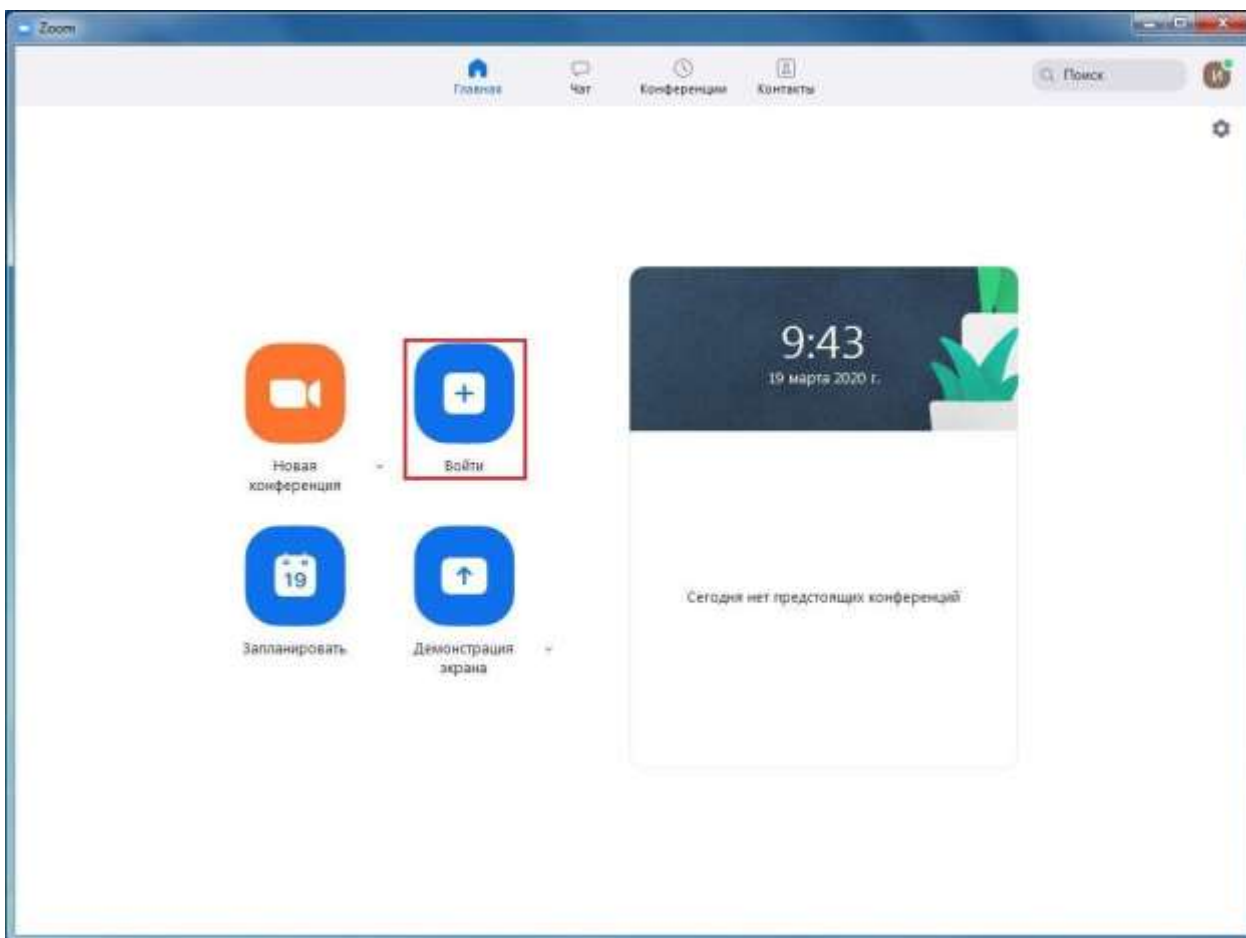 Zoom
Главная
Чат
Конференции
Контакты
Поиск
И
9:43
19 марта 2020 г.
Новая
конференция
Войти
19
Запланировать
Демонстрация
экрана
Сегодня нет предстоящих конференций